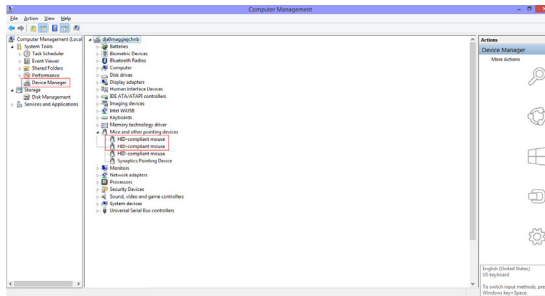 Computer Management
File Action View Help
Computer Management (Local
System Tools
Task Scheduler
Event Viewer
Shared Folders
Performance
Device Manager
Storage
Disk Management
Services and Applications
Batteries
Biometric Devices
Bluetooth Radios
Computer
Disk drives
Display adapters
Human Interface Devices
IDE ATA/ATAPI controllers
Imaging devices
Intel WiUSB
Keyboards
Memory technology driver
Mice and other pointing devices
HID-compliant mouse
HID-compliant mouse
HID-compliant mouse
Synaptics Pointing Device
Monitors
Network adapters
Processors
Security Devices
Sound, video and game controllers
System devices
Universal Serial Bus controllers
Actions
Device Manager
More Actions
English (United States)
US keyboard
To switch input methods, pre
Windows key+Space.